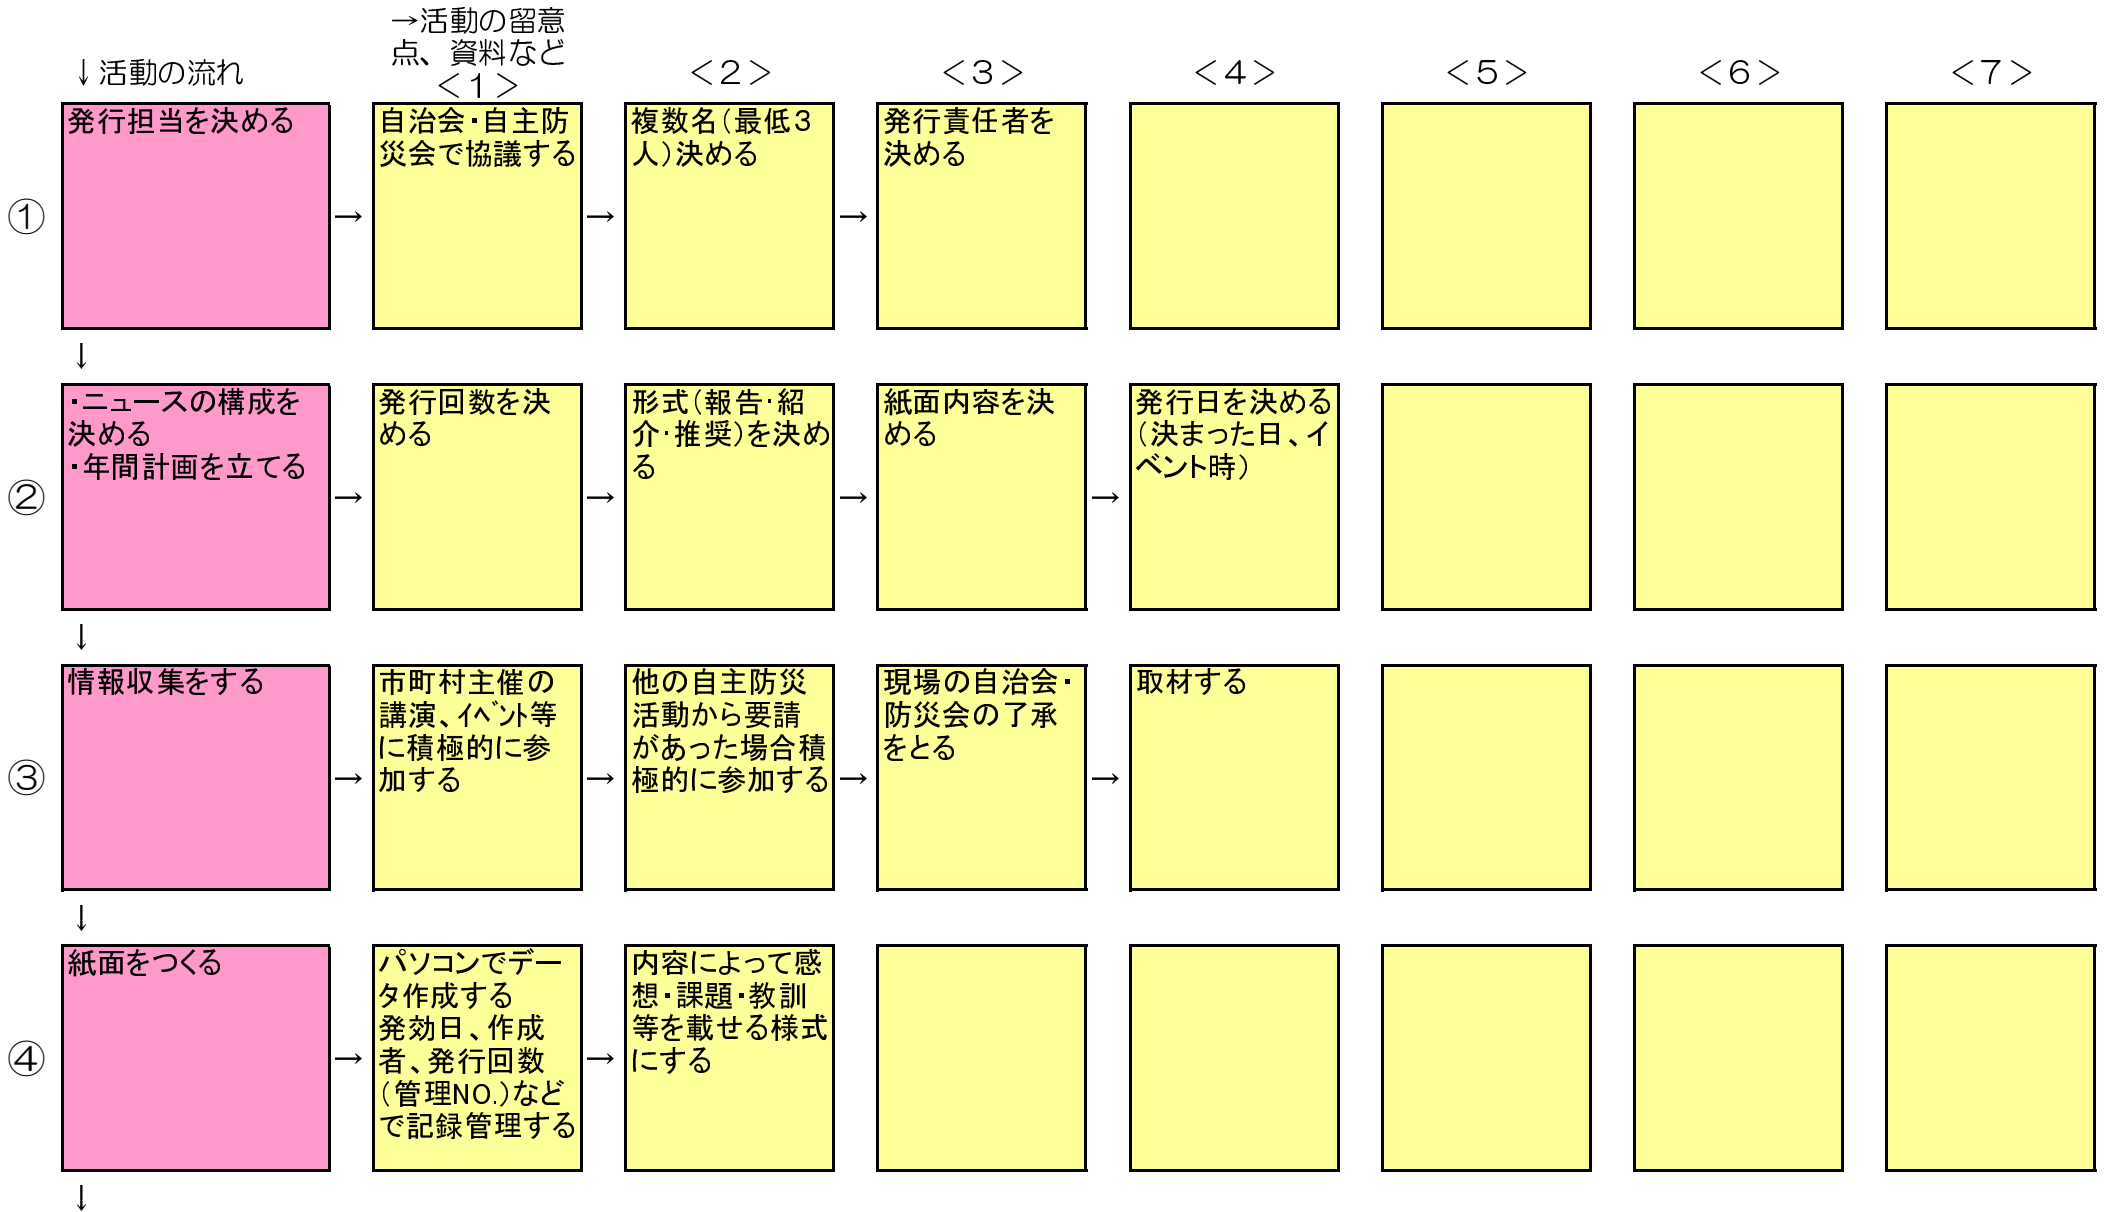 ↓活動の流れ
→活動の留意
点、資料など
＜１＞
＜２＞
＜３＞
＜４＞
＜５＞
＜６＞
＜７＞
①
発行担当を決める
→
自治会・自主防
災会で協議する
→
複数名（最低３
人）決める
→
発行責任者を
決める
↓
②
・ニュースの構成を
決める
・年間計画を立てる
→
発行回数を決
める
→
形式（報告・紹
介・推奨）を決め
る
→
紙面内容を決
める
→
発行日を決める
（決まった日、イ
ベント時）
↓
③
情報収集をする
→
市町村主催の
講演、ｲﾍﾞﾝﾄ等
に積極的に参
加する
→
他の自主防災
活動から要請
があった場合積
極的に参加する
→
現場の自治会・
防災会の了承
をとる
→
取材する
↓
④
紙面をつくる
→
パソコンでデー
タ作成する
発効日、作成
者、発行回数
（管理NO.）など
で記録管理する
→
内容によって感
想・課題・教訓
等を載せる様式
にする
↓